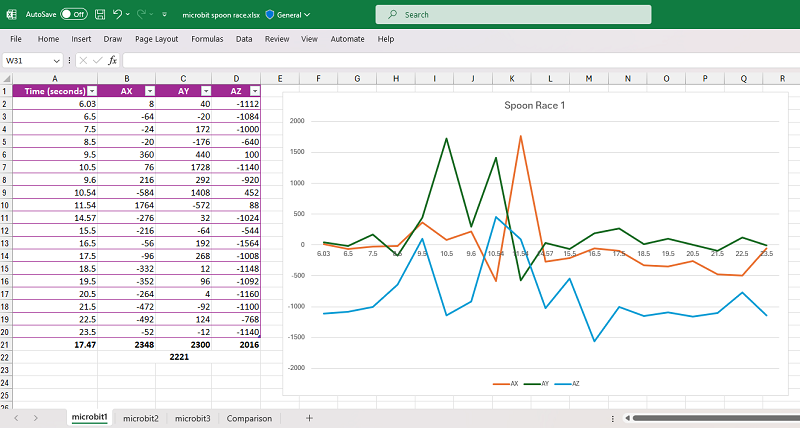 AutoSave Off microbit spoon race.xlsx General Search
File Home Insert Draw Page Layout Formulas Data Review View Automate Help
W31 fx
A B C D E F G H I J K L M N O P Q R
1 Time (seconds) AX AY AZ
2 6.03 8 40 -1112
3 6.5 -64 -20 -1084
4 7.5 -24 172 -1000
5 8.5 -20 -176 -640
6 9.5 360 440 100
7 10.5 76 1728 -1140
8 9.6 216 292 -920
9 10.54 -584 1408 452
10 11.54 1764 -572 88
11 14.57 -276 32 -1024
12 15.5 -216 -64 -544
13 16.5 -56 192 -1564
14 17.5 -96 268 -1008
15 18.5 -332 12 -1148
16 19.5 -352 96 -1092
17 20.5 -264 4 -1160
18 21.5 -472 -92 -1100
19 22.5 -492 124 -768
20 23.5 -52 -12 -1140
21 17.47 2348 2300 2016
22 2221
23
24
25
26
Spoon Race 1
2000
1500
1000
500
0
6.03 6.5 7.5 8.5 9.5 10.5 9.6 10.54 11.54 14.57 15.5 16.5 17.5 18.5 19.5 20.5 21.5 22.5 23.5
-500
-1000
-1500
-2000
AX AY AZ
microbit1 microbit2 microbit3 Comparison +